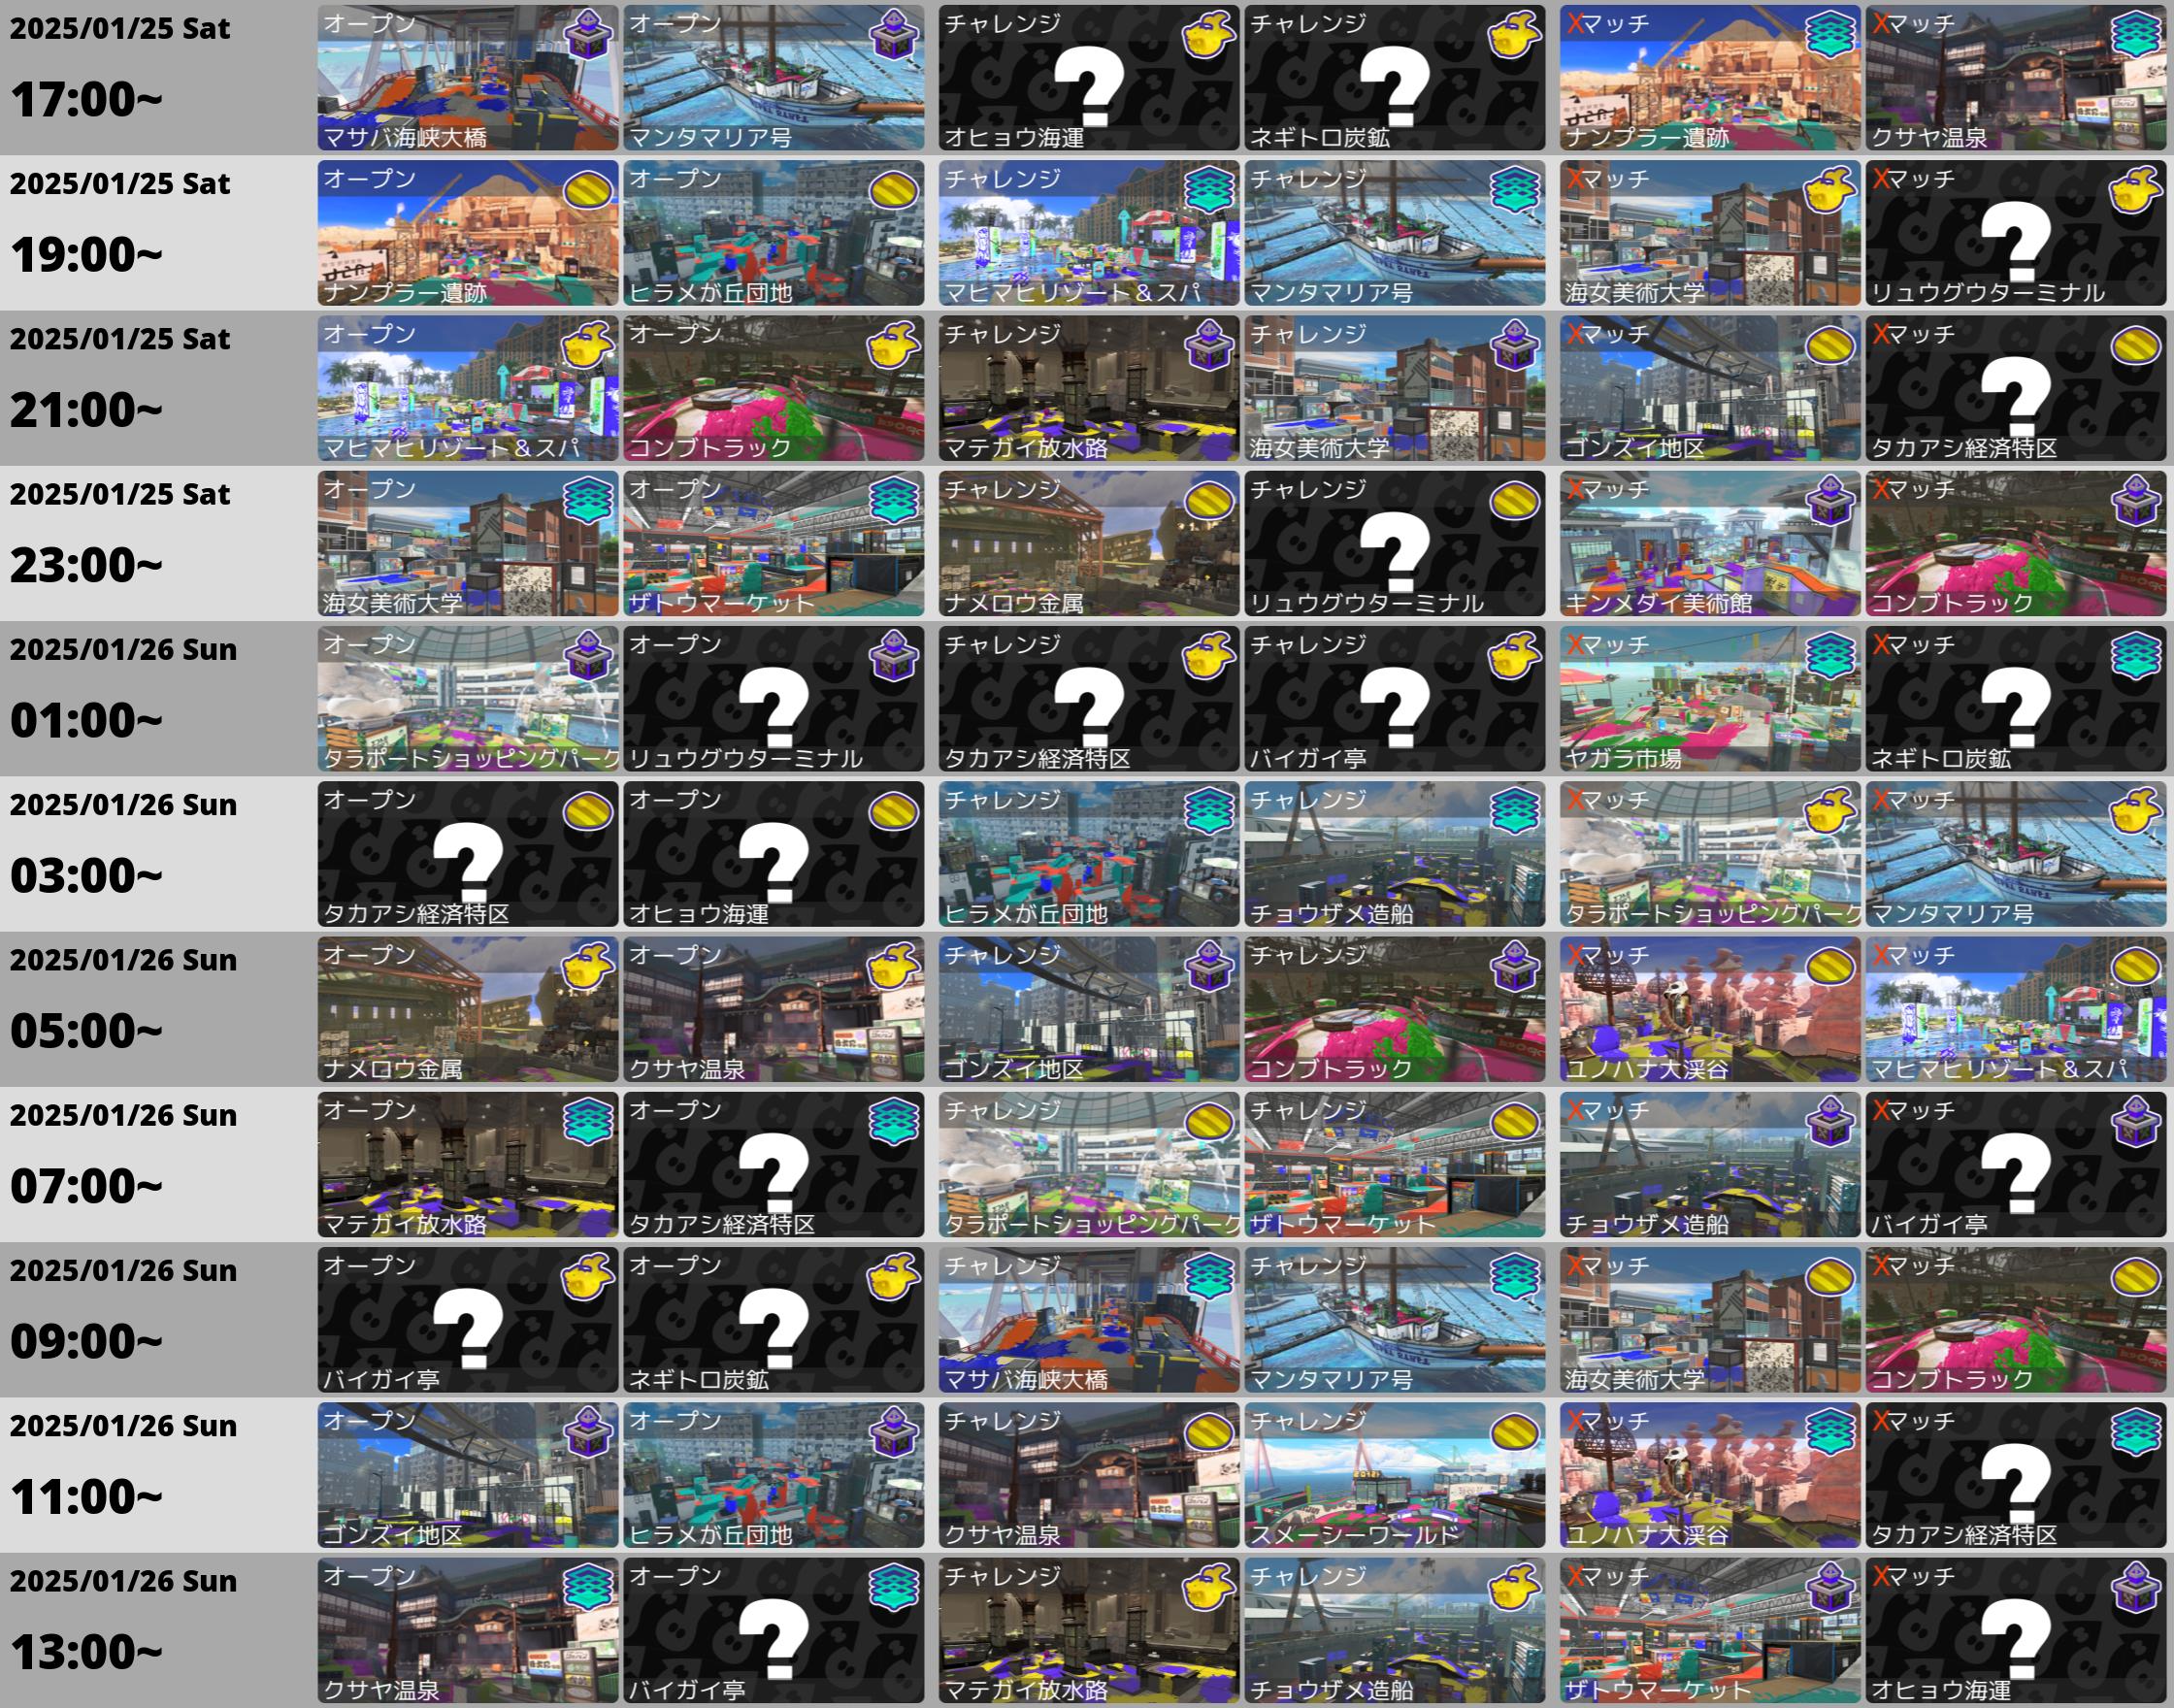 2025/01/25 Sat
17:00~
オープン
マサバ海峡大橋
オープン
マンタマリア号
チャレンジ
オヒョウ海運
チャレンジ
ネギトロ炭鉱
Xマッチ
ナンプラー遺跡
Xマッチ
クサヤ温泉
2025/01/25 Sat
19:00~
オープン
ナンプラー遺跡
オープン
ヒラメが丘団地
チャレンジ
マヒマヒリゾート＆スパ
チャレンジ
マンタマリア号
Xマッチ
海女美術大学
Xマッチ
リュウグウターミナル
2025/01/25 Sat
21:00~
オープン
マヒマヒリゾート＆スパ
オープン
コンブトラック
チャレンジ
マテガイ放水路
チャレンジ
海女美術大学
Xマッチ
ゴンズイ地区
Xマッチ
タカアシ経済特区
2025/01/25 Sat
23:00~
オープン
海女美術大学
オープン
ザトウマーケット
チャレンジ
ナメロウ金属
チャレンジ
リュウグウターミナル
Xマッチ
キンメダイ美術館
Xマッチ
コンブトラック
2025/01/26 Sun
01:00~
オープン
タラポートショッピングパーク
オープン
リュウグウターミナル
チャレンジ
タカアシ経済特区
チャレンジ
バイガイ亭
Xマッチ
ヤガラ市場
Xマッチ
ネギトロ炭鉱
2025/01/26 Sun
03:00~
オープン
タカアシ経済特区
オープン
オヒョウ海運
チャレンジ
ヒラメが丘団地
チャレンジ
チョウザメ造船
Xマッチ
タラポートショッピングパーク
Xマッチ
マンタマリア号
2025/01/26 Sun
05:00~
オープン
ナメロウ金属
オープン
クサヤ温泉
チャレンジ
ゴンズイ地区
チャレンジ
コンブトラック
Xマッチ
ユノハナ大渓谷
Xマッチ
マヒマヒリゾート＆スパ
2025/01/26 Sun
07:00~
オープン
マテガイ放水路
オープン
タカアシ経済特区
チャレンジ
タラポートショッピングパーク
チャレンジ
ザトウマーケット
Xマッチ
チョウザメ造船
Xマッチ
バイガイ亭
2025/01/26 Sun
09:00~
オープン
バイガイ亭
オープン
ネギトロ炭鉱
チャレンジ
マサバ海峡大橋
チャレンジ
マンタマリア号
Xマッチ
海女美術大学
Xマッチ
コンブトラック
2025/01/26 Sun
11:00~
オープン
ゴンズイ地区
オープン
ヒラメが丘団地
チャレンジ
クサヤ温泉
チャレンジ
スメーシーワールド
Xマッチ
ユノハナ大渓谷
Xマッチ
タカアシ経済特区
2025/01/26 Sun
13:00~
オープン
クサヤ温泉
オープン
バイガイ亭
チャレンジ
マテガイ放水路
チャレンジ
チョウザメ造船
Xマッチ
ザトウマーケット
Xマッチ
オヒョウ海運